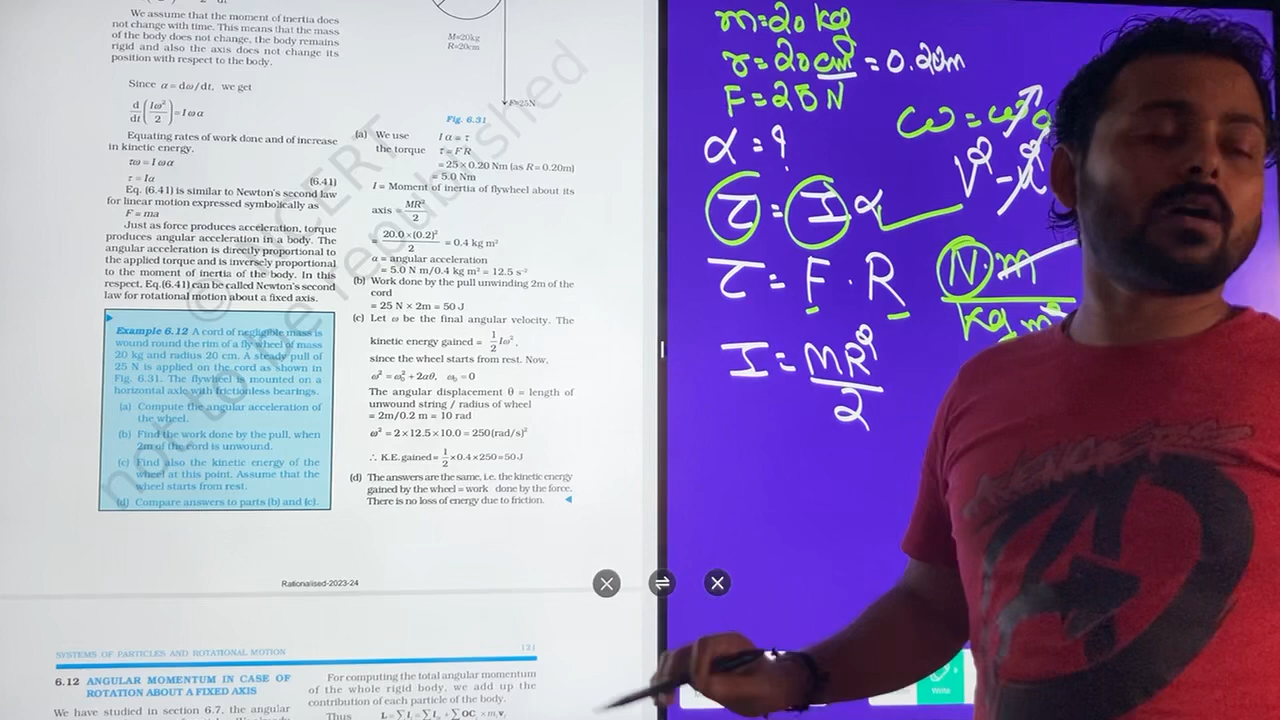 We assume that the moment of inertia does
not change with time. This means that the mass
of the body does not change, the body remains
rigid and also the axis does not change its
position with respect to the body.
Since α = dω/dt, we get
d/dt (Iω²/2) = I ω α
Equating rates of work done and of increase
in kinetic energy,
τω = I ω α
τ = Iα (6.41)
Eq. (6.41) is similar to Newton's second law
for linear motion expressed symbolically as
F = ma
Just as force produces acceleration, torque
produces angular acceleration in a body. The
angular acceleration is directly proportional to
the applied torque and is inversely proportional
to the moment of inertia of the body. In this
respect, Eq.(6.41) can be called Newton's second
law for rotational motion about a fixed axis.
Example 6.12 A cord of negligible mass is
wound round the rim of a fly wheel of mass
20 kg and radius 20 cm. A steady pull of
25 N is applied on the cord as shown in
Fig. 6.31. The flywheel is mounted on a
horizontal axle with frictionless bearings.
(a) Compute the angular acceleration of
the wheel.
(b) Find the work done by the pull, when
2m of the cord is unwound.
(c) Find also the kinetic energy of the
wheel at this point. Assume that the
wheel starts from rest.
(d) Compare answers to parts (b) and (c).
M=20kg
R=20cm
F=25N
Fig. 6.31
(a) We use I α = τ
the torque τ = F R
= 25×0.20 Nm (as R=0.20m)
= 5.0 Nm
I = Moment of inertia of flywheel about its
axis MR²/2
= 20.0×(0.2)²/2 = 0.4 kg m²
α = angular acceleration
= 5.0 N m/0.4 kg m² = 12.5 s⁻²
(b) Work done by the pull unwinding 2m of the
cord
= 25 N × 2m = 50 J
(c) Let ω be the final angular velocity. The
kinetic energy gained = 1/2 Iω²,
since the wheel starts from rest. Now,
ω² = ω₀² + 2αθ, ω₀ = 0
The angular displacement θ = length of
unwound string / radius of wheel
= 2m/0.2 m = 10 rad
ω² = 2×12.5×10.0 = 250(rad/s)²
∴ K.E.gained = 1/2 ×0.4×250=50J
(d) The answers are the same, i.e. the kinetic energy
gained by the wheel = work done by the force.
There is no loss of energy due to friction.
not to be republished
Rationalised-2023-24
SYSTEMS OF PARTICLES AND ROTATIONAL MOTION 121
6.12 ANGULAR MOMENTUM IN CASE OF
ROTATION ABOUT A FIXED AXIS
We have studied in section 6.7, the angular
For computing the total angular momentum
of the whole rigid body, we add up the
contribution of each particle of the body.
Thus
m=20 kg
r=20cm = 0.20m
F=25N
α=?
τ=Iα
τ=F.R
I=MR²/2
N.m
kg m²
Write